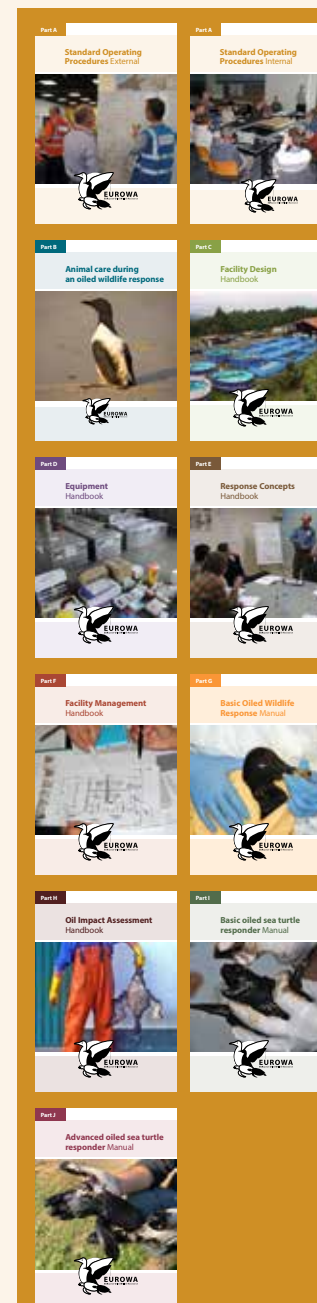 Part A
Standard Operating
Procedures External
EUROWA
Part A
Standard Operating
Procedures Internal
EUROWA
Part B
Animal care during
an oiled wildlife response
EUROWA
Part C
Facility Design
Handbook
EUROWA
Part D
Equipment
Handbook
EUROWA
Part E
Response Concepts
Handbook
EUROWA
Part F
Facility Management
Handbook
EUROWA
Part G
Basic Oiled Wildlife
Response Manual
EUROWA
Part H
Oil Impact Assessment
Handbook
EUROWA
Part I
Basic oiled sea turtle
responder Manual
EUROWA
Part J
Advanced oiled sea turtle
responder Manual
EUROWA